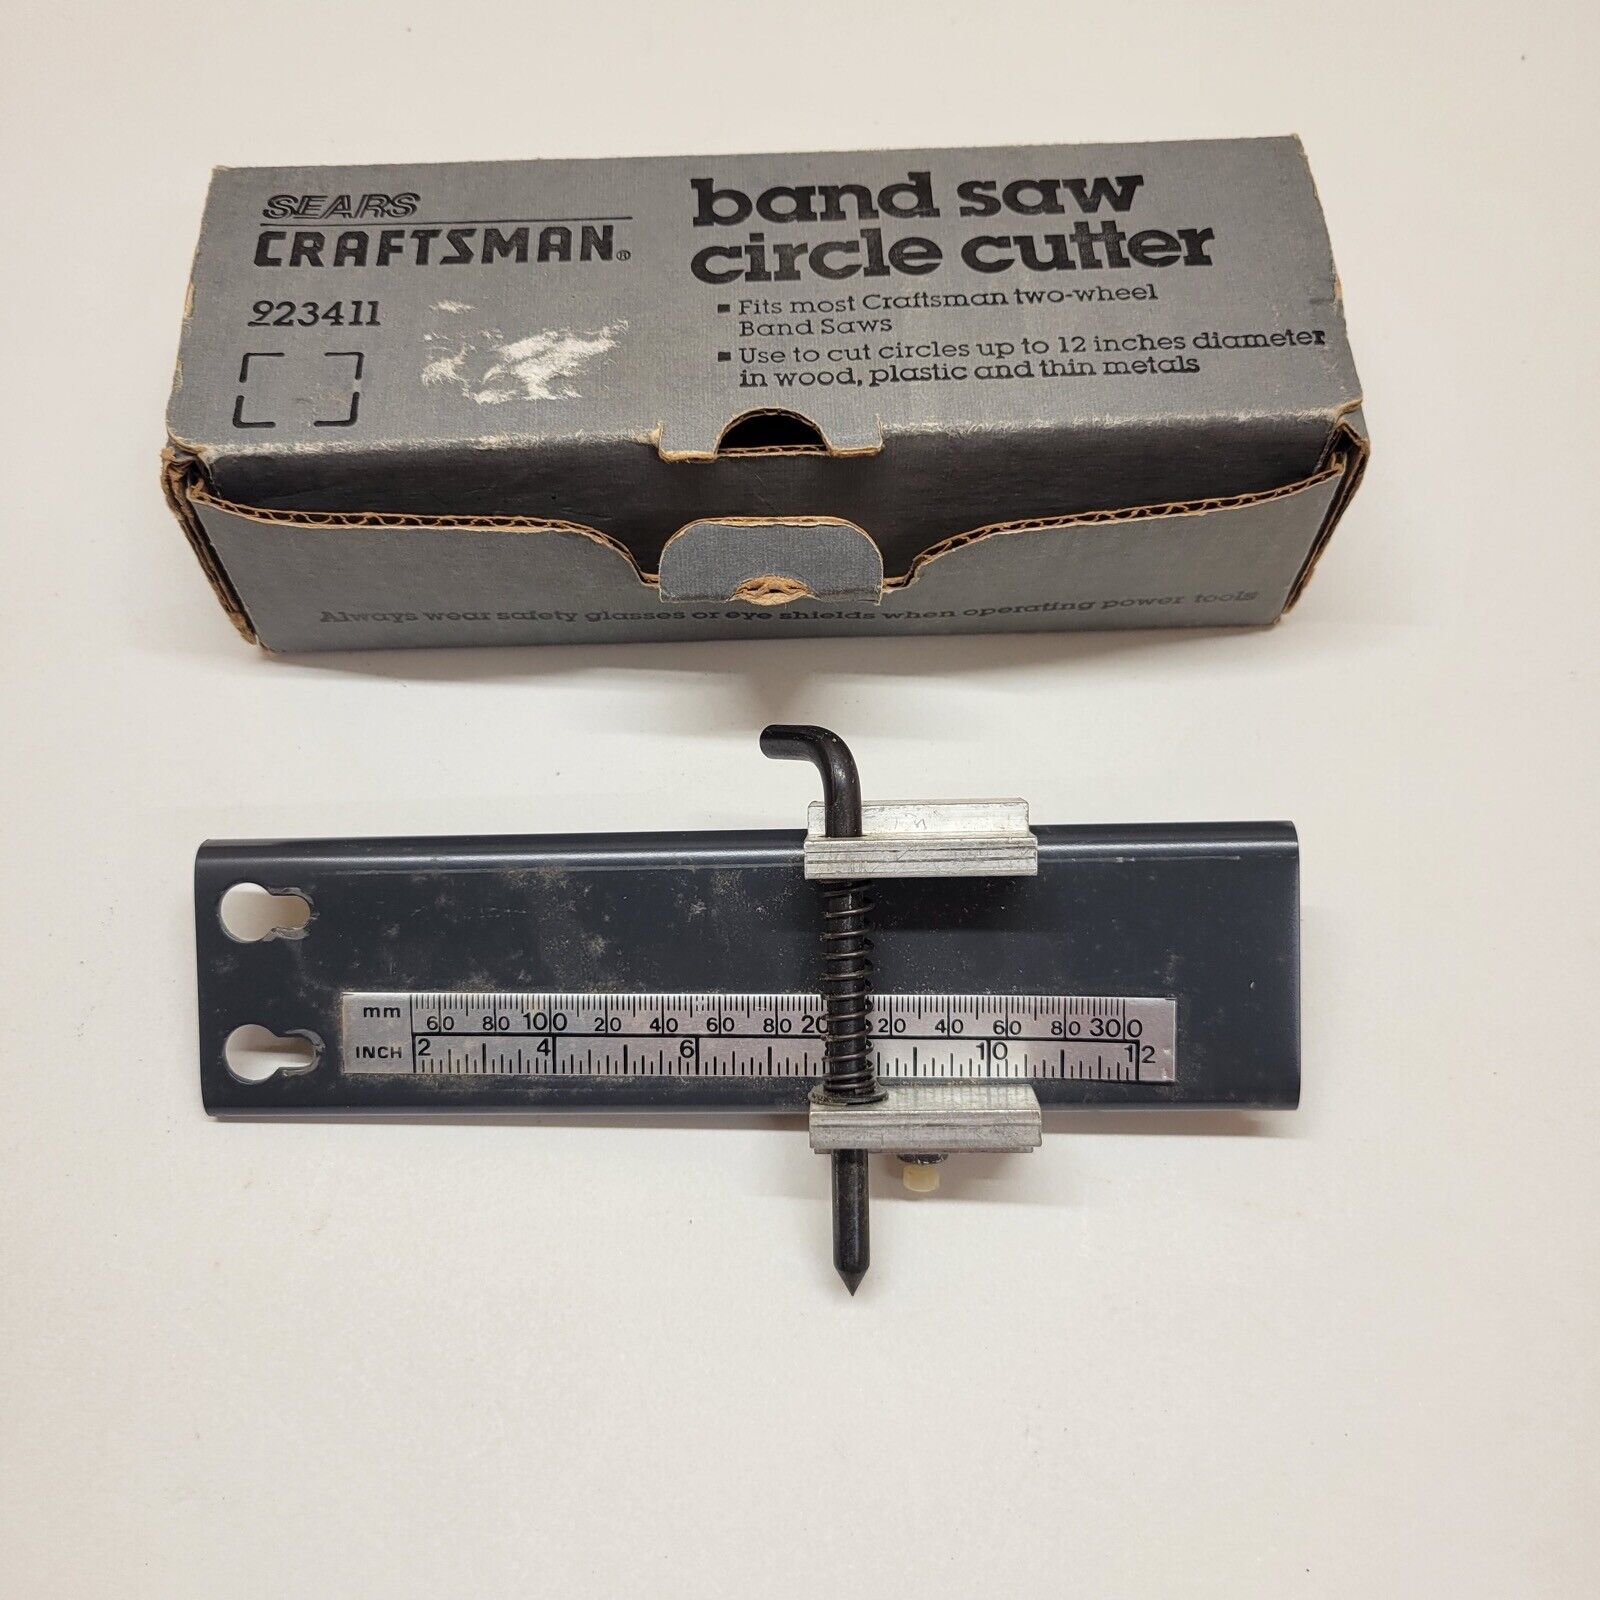 SEARS
CRAFTSMAN®
923411
band saw
circle cutter
▪ Fits most Craftsman two-wheel
Band Saws
▪ Use to cut circles up to 12 inches diameter
in wood, plastic and thin metals
Always wear safety glasses or eye shields when operating power tools
mm 60 80 100 20 40 60 80 20 20 40 60 80 300
INCH 2 4 6 10 12